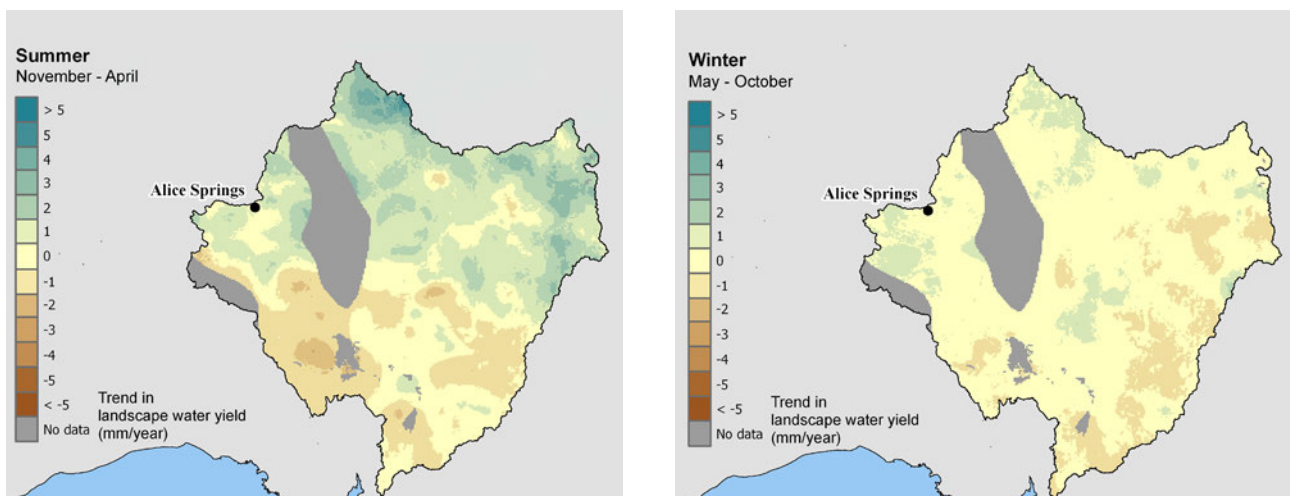 Summer
November - April
> 5
5
4
3
2
1
0
-1
-2
-3
-4
-5
< -5
No data
Trend in
landscape water yield
(mm/year)
Alice Springs
Winter
May - October
> 5
5
4
3
2
1
0
-1
-2
-3
-4
-5
< -5
No data
Trend in
landscape water yield
(mm/year)
Alice Springs